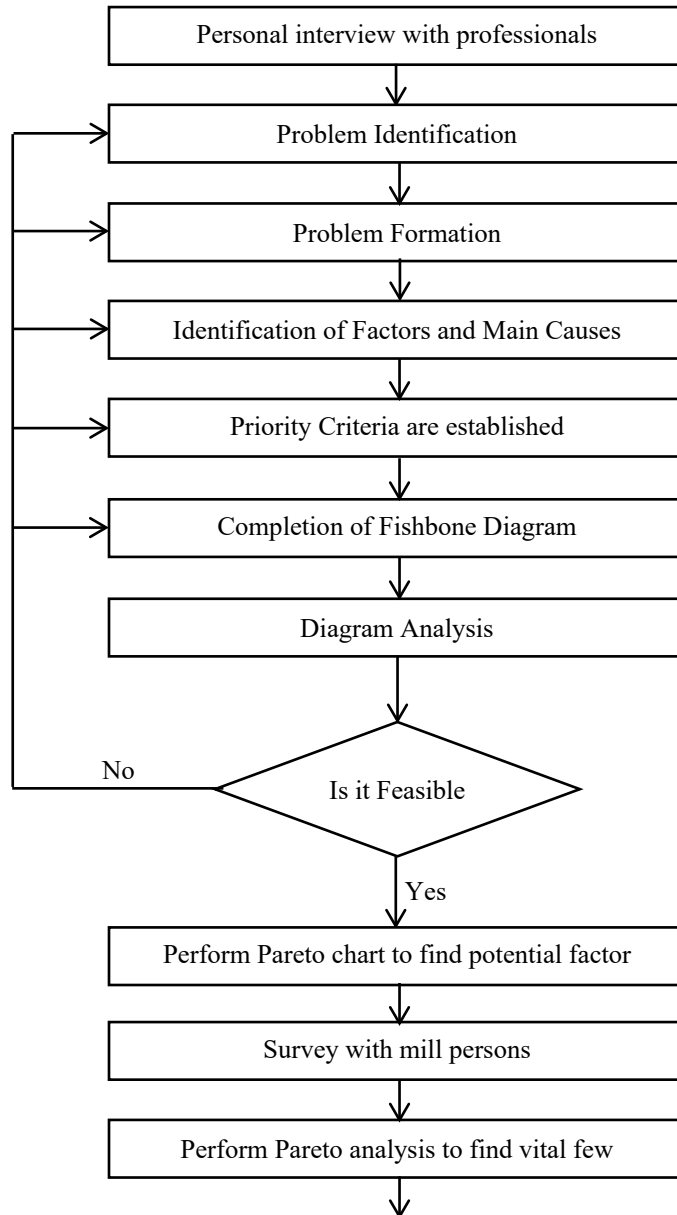 Personal interview with professionals
Problem Identification
Problem Formation
Identification of Factors and Main Causes
Priority Criteria are established
Completion of Fishbone Diagram
Diagram Analysis
No
Is it Feasible
Yes
Perform Pareto chart to find potential factor
Survey with mill persons
Perform Pareto analysis to find vital few